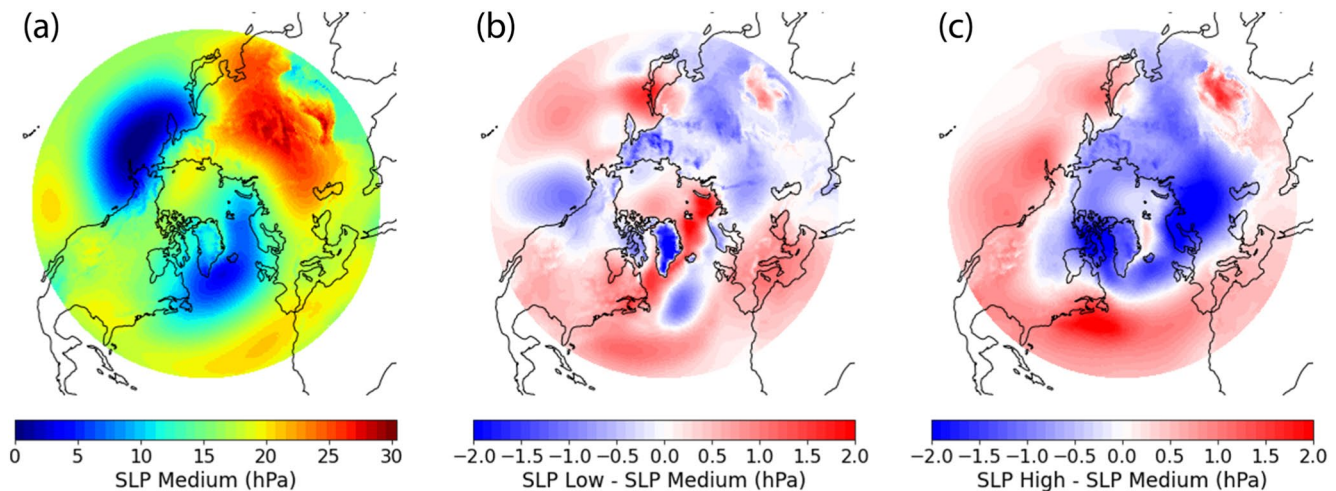 (a) (b) (c)
0 5 10 15 20 25 30 −2.0 −1.5 −1.0 −0.5 0.0 0.5 1.0 1.5 2.0 −2.0 −1.5 −1.0 −0.5 0.0 0.5 1.0 1.5 2.0
SLP Medium (hPa) SLP Low - SLP Medium (hPa) SLP High - SLP Medium (hPa)